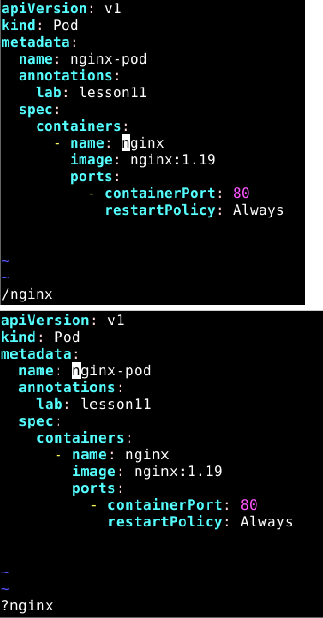 apiVersion: v1
kind: Pod
metadata:
  name: nginx-pod
  annotations:
    lab: lesson11
  spec:
    containers:
      - name: nginx
        image: nginx:1.19
        ports:
          - containerPort: 80
            restartPolicy: Always
~
~
/nginx
apiVersion: v1
kind: Pod
metadata:
  name: nginx-pod
  annotations:
    lab: lesson11
  spec:
    containers:
      - name: nginx
        image: nginx:1.19
        ports:
          - containerPort: 80
            restartPolicy: Always
~
~
?nginx